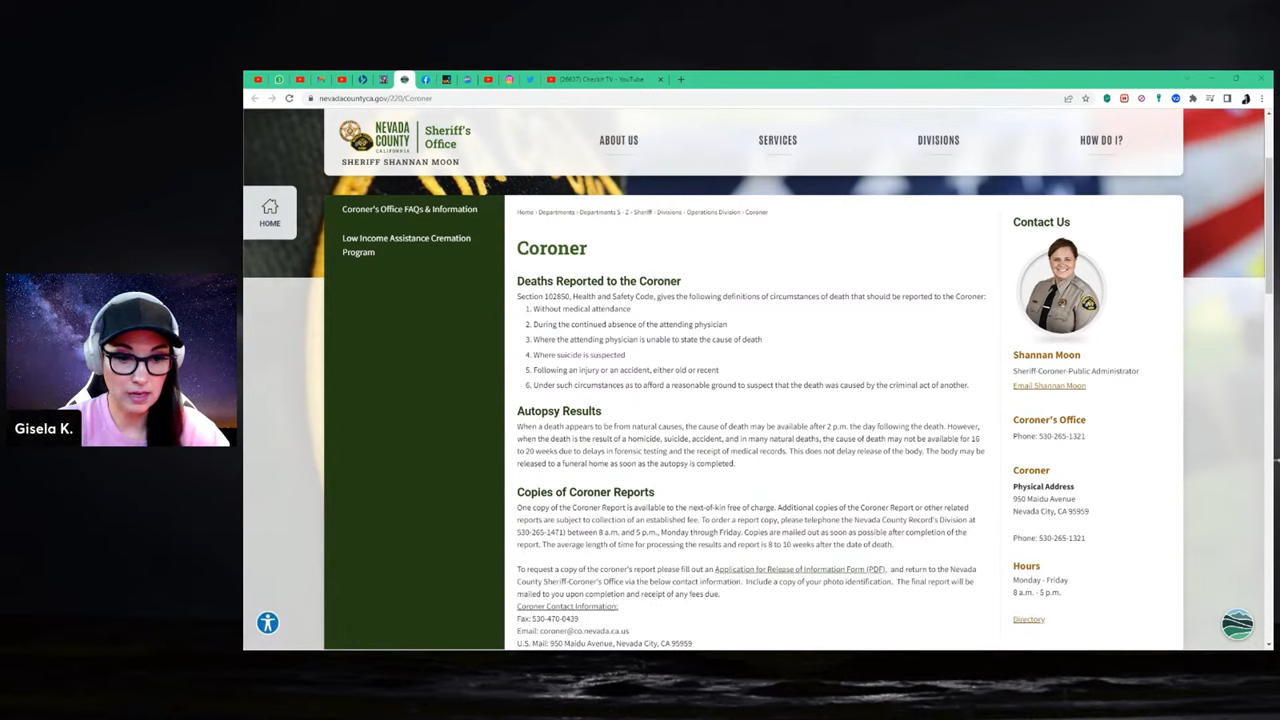 (26637) Checkit TV - YouTube
nevadacountyca.gov/220/Coroner
NEVADA COUNTY CALIFORNIA
Sheriff's Office
SHERIFF SHANNAN MOON
ABOUT US
SERVICES
DIVISIONS
HOW DO I?
HOME
Coroner's Office FAQs & Information
Low Income Assistance Cremation
Program
Home › Departments › Departments S - Z › Sheriff › Divisions › Operations Division › Coroner
Coroner
Deaths Reported to the Coroner
Section 102850, Health and Safety Code, gives the following definitions of circumstances of death that should be reported to the Coroner:
1. Without medical attendance
2. During the continued absence of the attending physician
3. Where the attending physician is unable to state the cause of death
4. Where suicide is suspected
5. Following an injury or an accident, either old or recent
6. Under such circumstances as to afford a reasonable ground to suspect that the death was caused by the criminal act of another.
Autopsy Results
When a death appears to be from natural causes, the cause of death may be available after 2 p.m. the day following the death. However,
when the death is the result of a homicide, suicide, accident, and in many natural deaths, the cause of death may not be available for 16
to 20 weeks due to delays in forensic testing and the receipt of medical records. This does not delay release of the body. The body may be
released to a funeral home as soon as the autopsy is completed.
Copies of Coroner Reports
One copy of the Coroner Report is available to the next-of-kin free of charge. Additional copies of the Coroner Report or other related
reports are subject to collection of an established fee. To order a report copy, please telephone the Nevada County Record's Division at
530-265-1471) between 8 a.m. and 5 p.m., Monday through Friday. Copies are mailed out as soon as possible after completion of the
report. The average length of time for processing the results and report is 8 to 10 weeks after the date of death.
To request a copy of the coroner's report please fill out an Application for Release of Information Form (PDF), and return to the Nevada
County Sheriff-Coroner's Office via the below contact information. Include a copy of your photo identification. The final report will be
mailed to you upon completion and receipt of any fees due.
Coroner Contact Information:
Fax: 530-470-0439
Email: coroner@co.nevada.ca.us
U.S. Mail: 950 Maidu Avenue, Nevada City, CA 95959
Contact Us
Shannan Moon
Sheriff-Coroner-Public Administrator
Email Shannan Moon
Coroner's Office
Phone: 530-265-1321
Coroner
Physical Address
950 Maidu Avenue
Nevada City, CA 95959
Phone: 530-265-1321
Hours
Monday - Friday
8 a.m. - 5 p.m.
Directory
Gisela K.